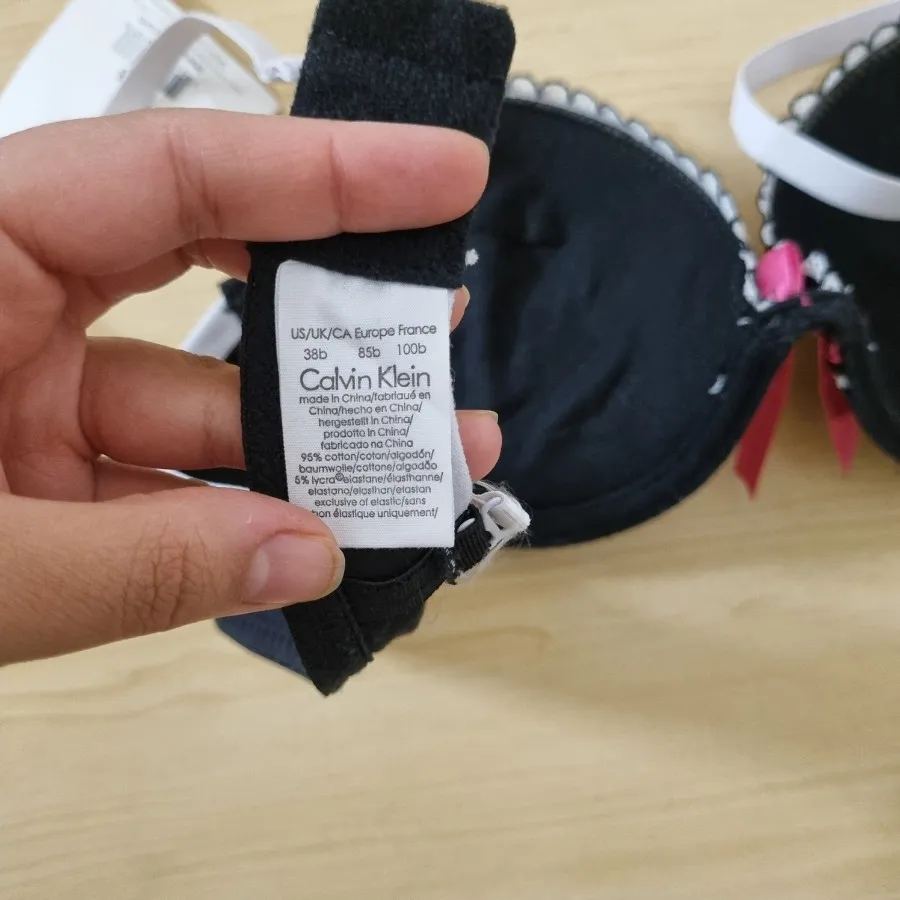 US/UK/CA Europe France
38b 85b 100b
Calvin Klein
made in China/fabriqué en
China/hecho en China/
hergestellt in China/
prodotto in China/
fabricado na China
95% cotton/coton/algodón/
baumwolle/cottone/algodão
5% lycra®elastane/élasthanne/
elastano/elasthan/elastan
exclusive of elastic/sans
élastique uniquement/